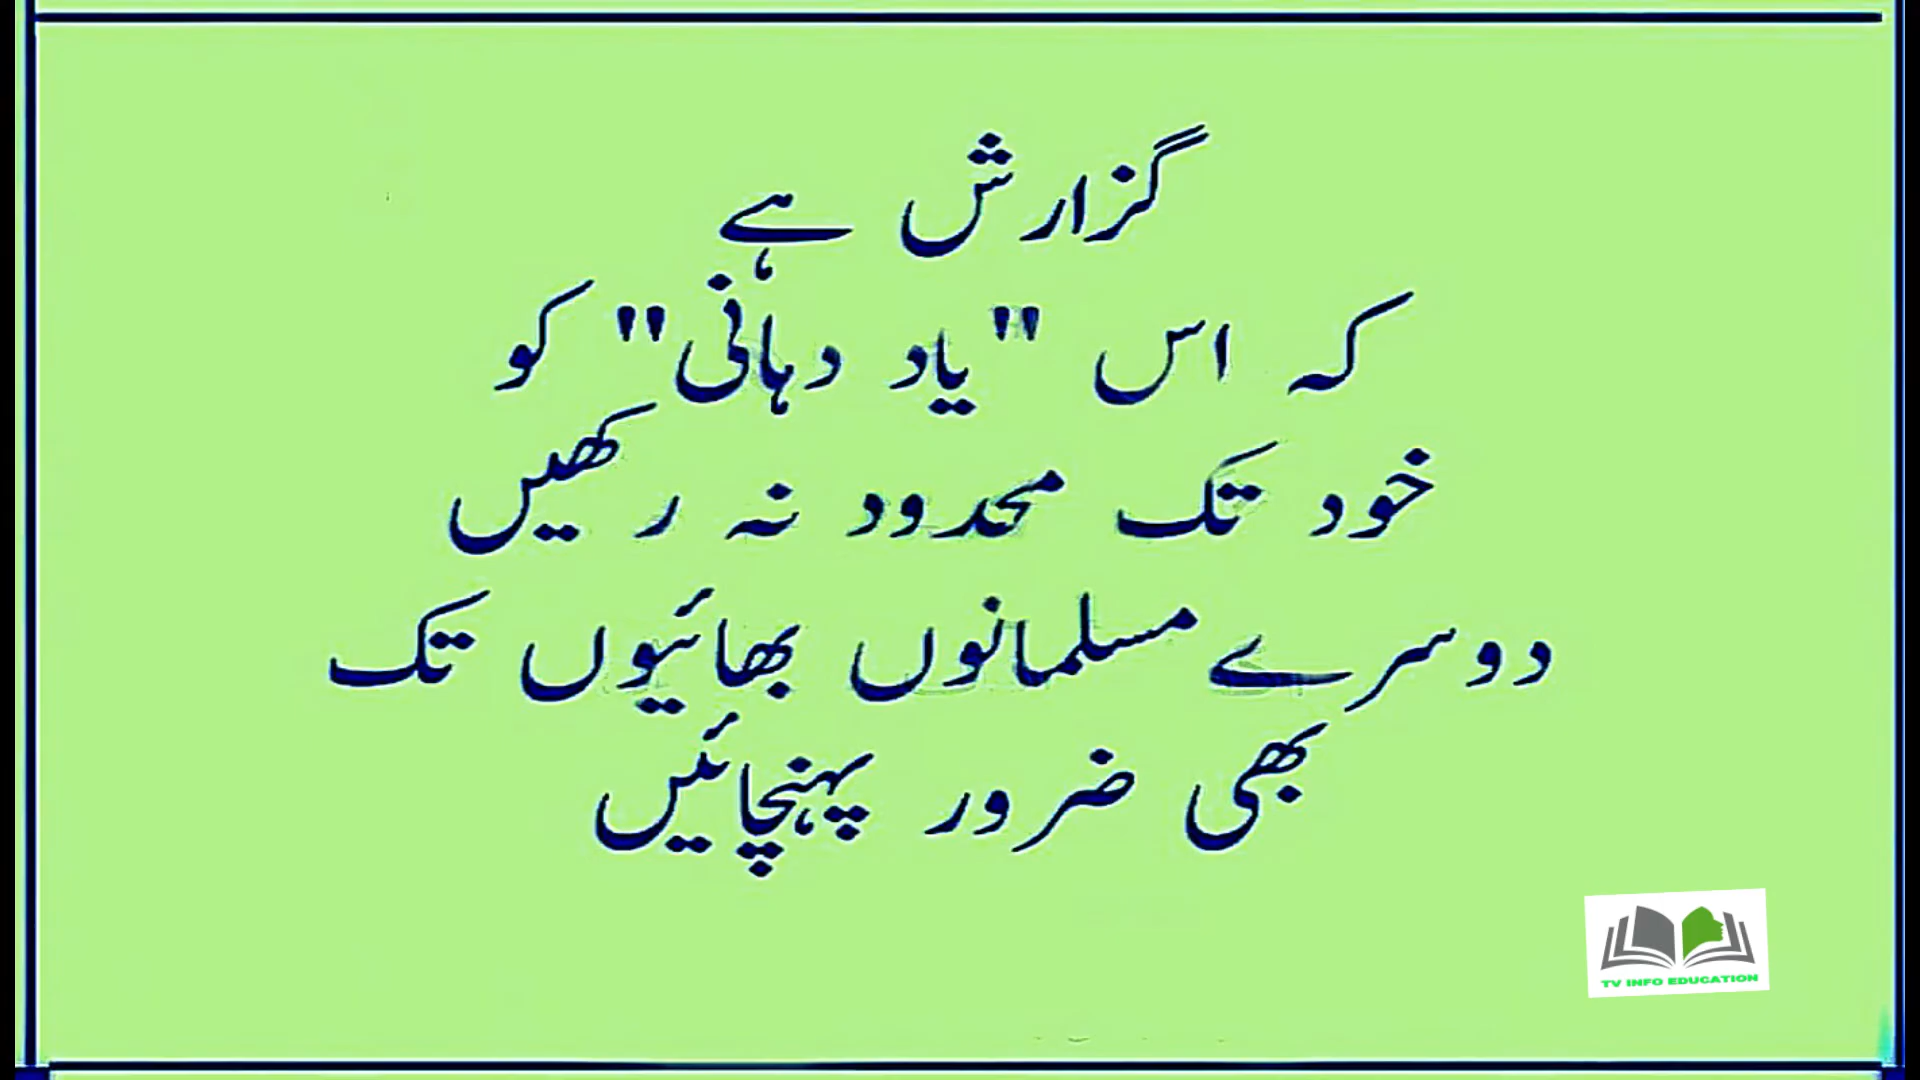 گزارش ہے
کہ اس "یاد دہانی" کو
خود تک محدود نہ رکھیں
دوسرے مسلمانوں بھائیوں تک
بھی ضرور پہنچائیں
TV INFO EDUCATION